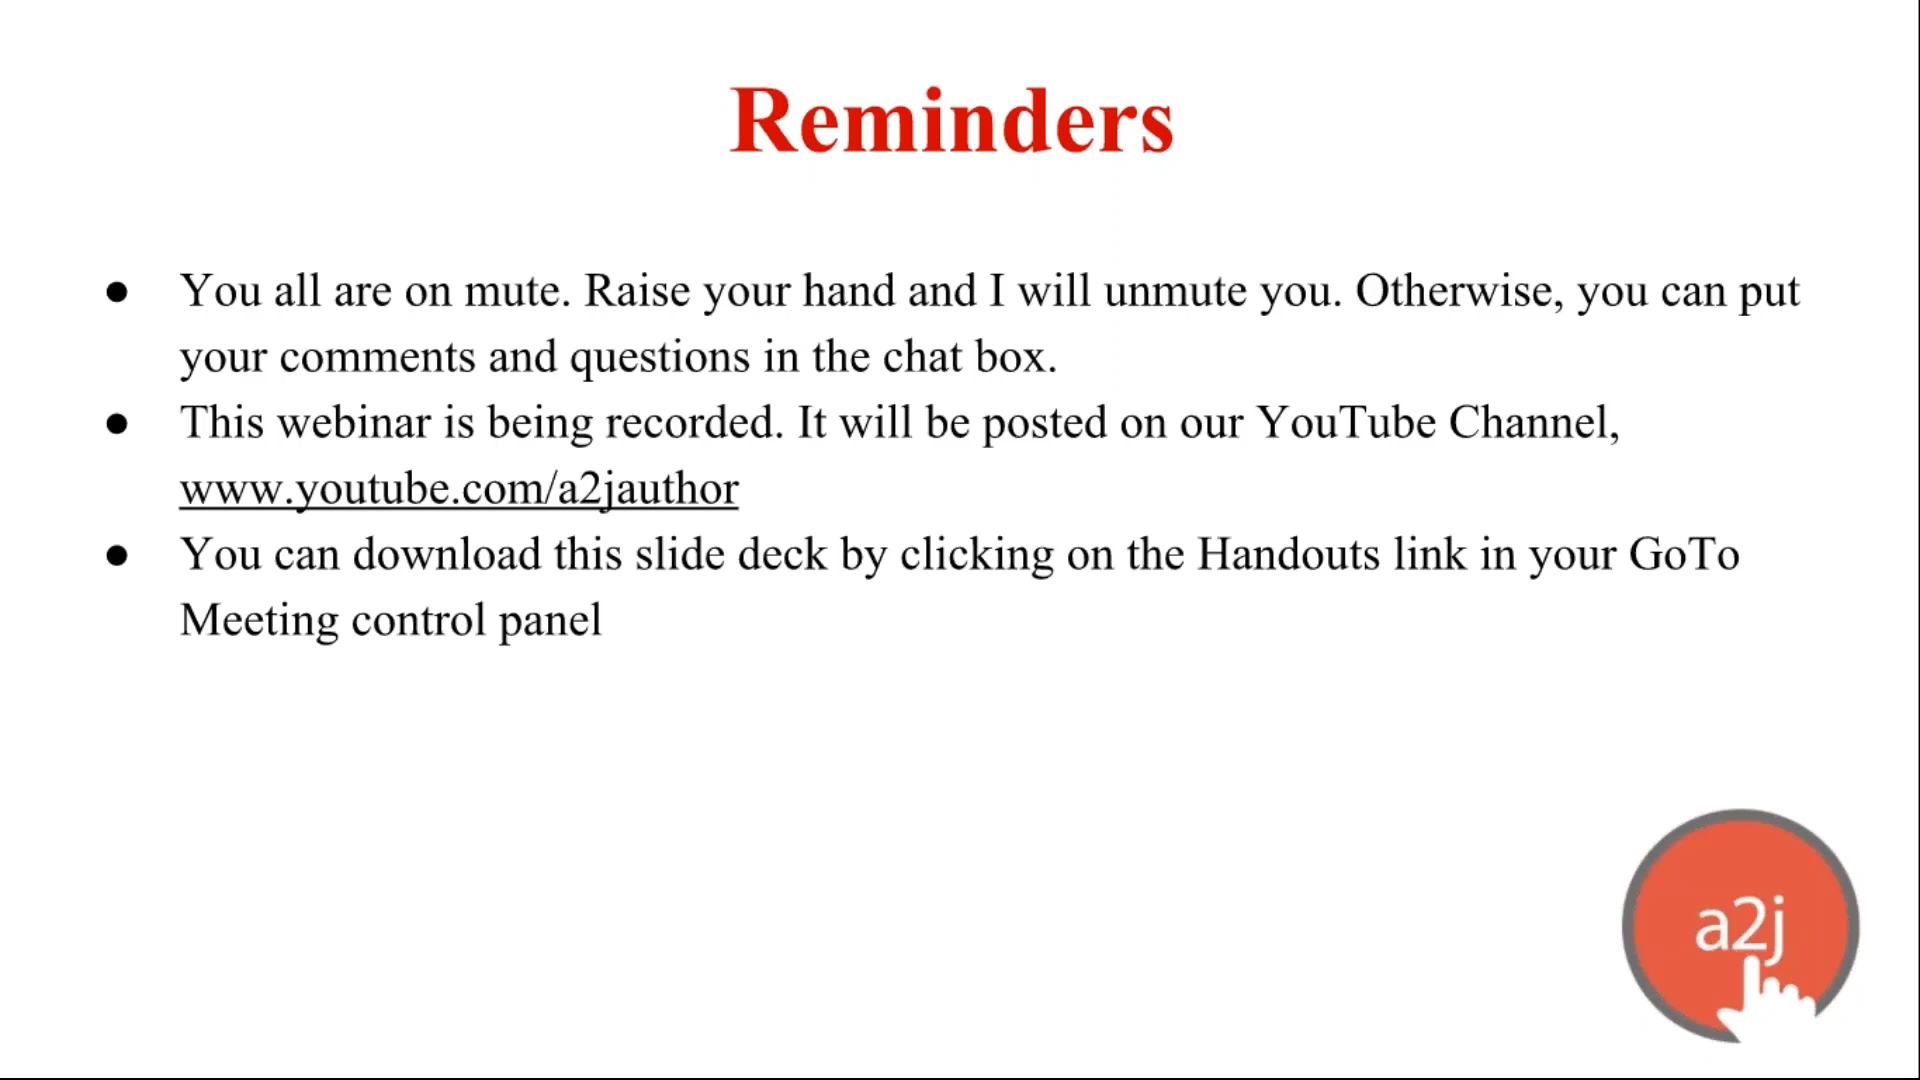 Reminders
● You all are on mute. Raise your hand and I will unmute you. Otherwise, you can put
your comments and questions in the chat box.
● This webinar is being recorded. It will be posted on our YouTube Channel,
www.youtube.com/a2jauthor
● You can download this slide deck by clicking on the Handouts link in your GoTo
Meeting control panel
a2j